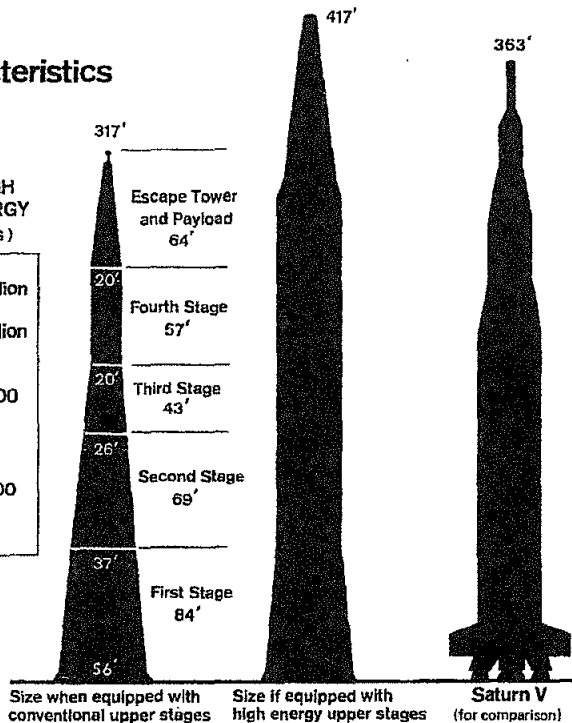 417'
363'
cteristics
317'
GH
RGY
s )
lion
lion
00
00
Escape Tower
and Payload
64'
20'
Fourth Stage
57'
20'
Third Stage
43'
26'
Second Stage
69'
37'
First Stage
84'
56'
Size when equipped with
conventional upper stages
Size if equipped with
high energy upper stages
Saturn V
(for comparison)